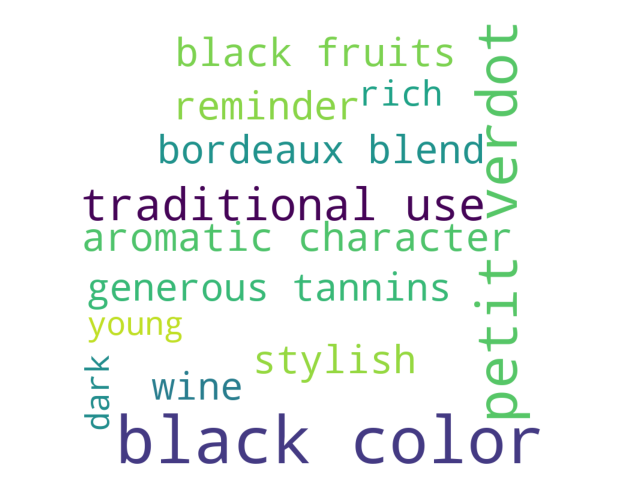 black fruits
rich
reminder
bordeaux blend
petit verdot
traditional use
aromatic character
generous tannins
young
stylish
dark
wine
black color